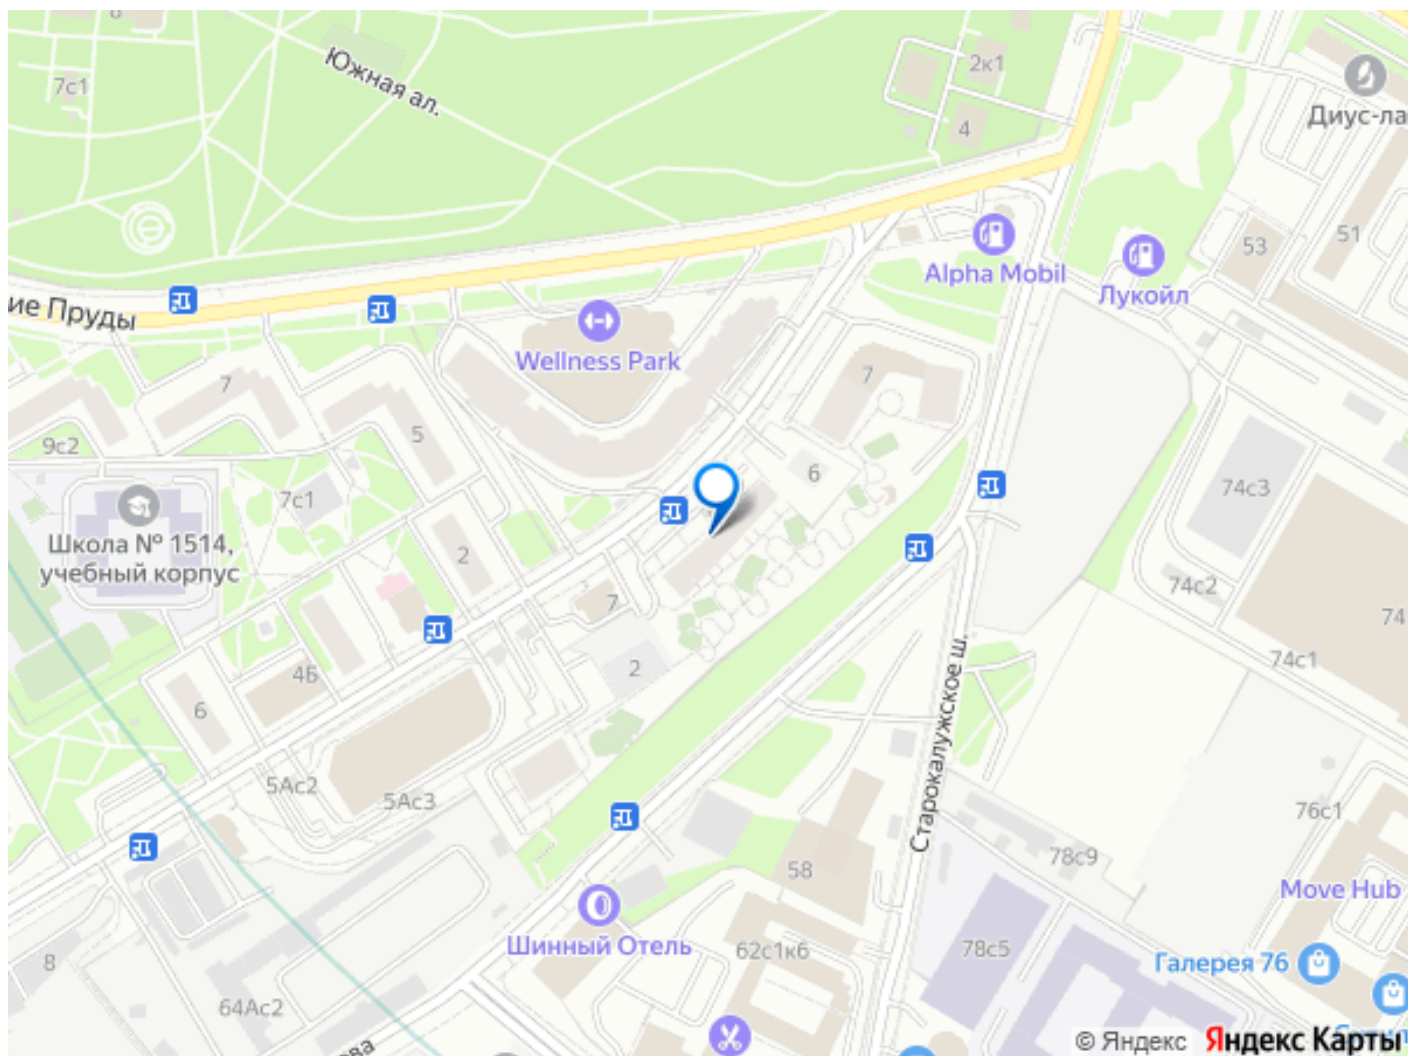 8
7с1
Южная ал.
2к1
4
Диус-ла
53
51
Alpha Mobil
Лукойл
ие Пруды
Wellness Park
7
7
5
9с2
6
74с3
7с1
Школа № 1514,
учебный корпус
2
7
74с2
74
74с1
2
4Б
6
Старокалужское ш.
5Ас2
5Ас3
76с1
78с9
58
Move Hub
Шинный Отель
62с1к6
78с5
Галерея 76
8
64Ас2
ова
© Яндекс
Яндекс Карты